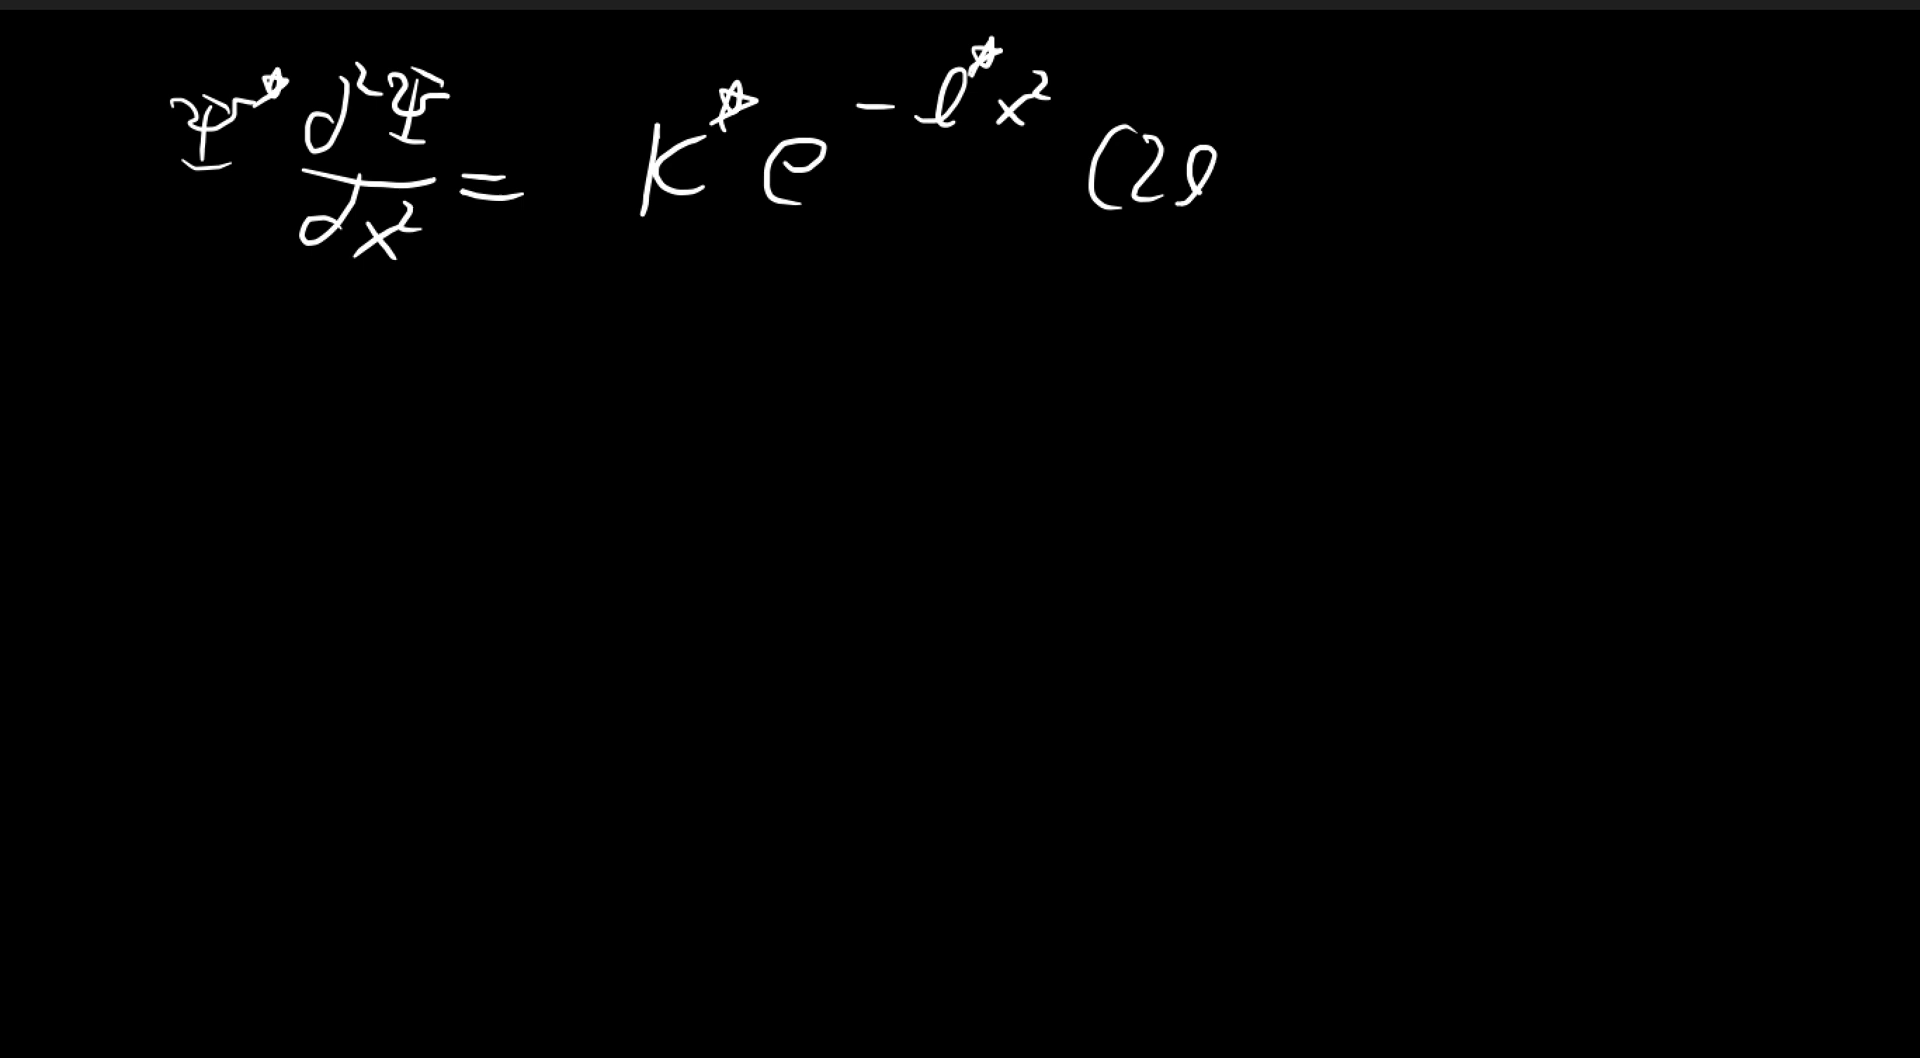 Ψ* d²Ψ/dx² = K* e^(-l* x²) (2l